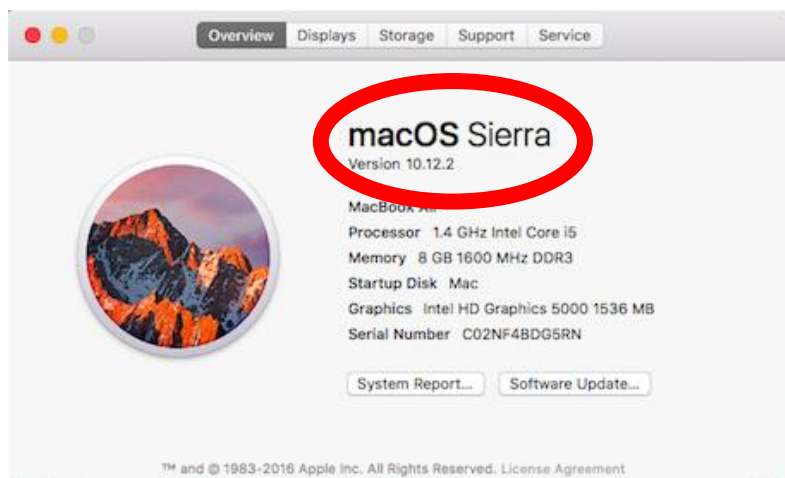 Overview Displays Storage Support Service
macOS Sierra
Version 10.12.2
MacBook
Processor 1.4 GHz Intel Core i5
Memory 8 GB 1600 MHz DDR3
Startup Disk Mac
Graphics Intel HD Graphics 5000 1536 MB
Serial Number C02NF4BDG5RN
System Report... Software Update...
™ and © 1983-2016 Apple Inc. All Rights Reserved. License Agreement